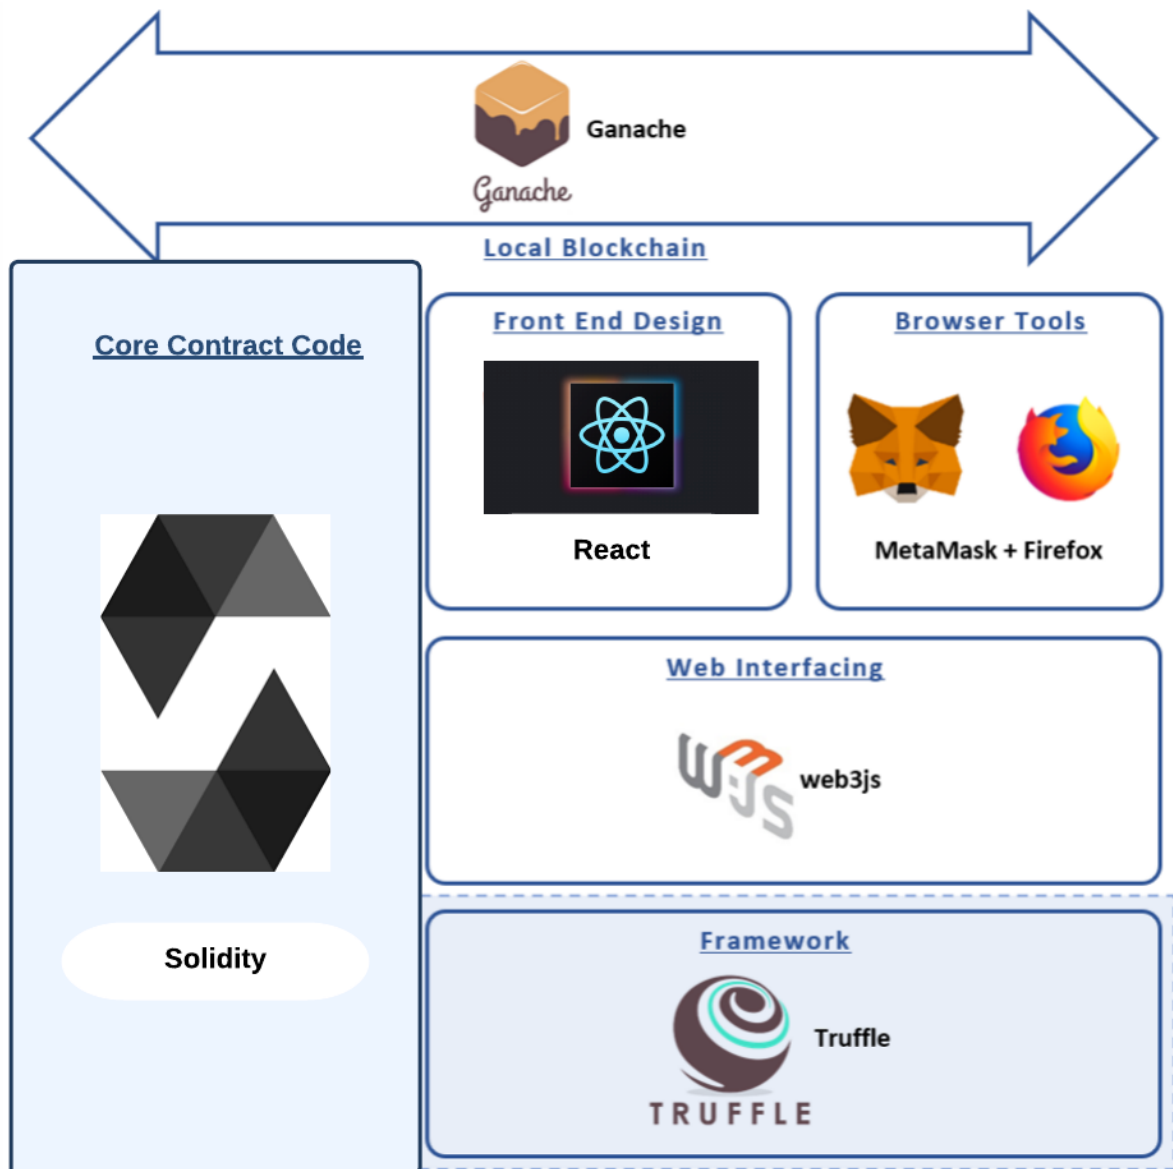 Ganache
Ganache
Local Blockchain
Core Contract Code
Solidity
Front End Design
React
Browser Tools
MetaMask + Firefox
Web Interfacing
W3JS
web3js
Framework
Truffle
TRUFFLE